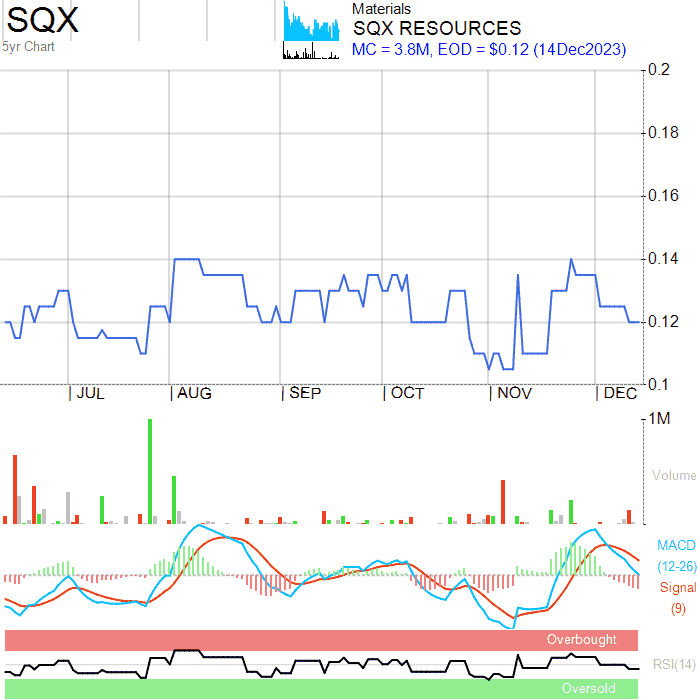 SQX
5yr Chart
Materials
SQX RESOURCES
MC = 3.8M, EOD = $0.12 (14Dec2023)
0.2
0.18
0.16
0.14
0.12
0.1
JUL AUG SEP OCT NOV DEC
1M
Volume
MACD
(12-26)
Signal
(9)
Overbought
RSI(14)
Oversold